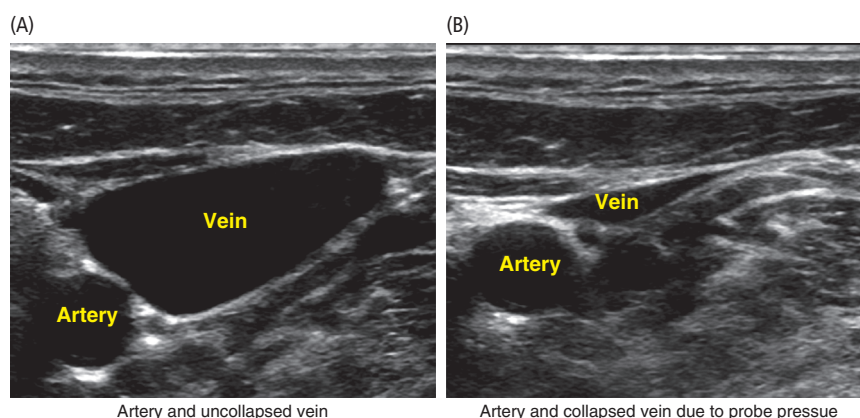 (A)
(B)
Vein
Artery
Vein
Artery
Artery and uncollapsed vein
Artery and collapsed vein due to probe pressue